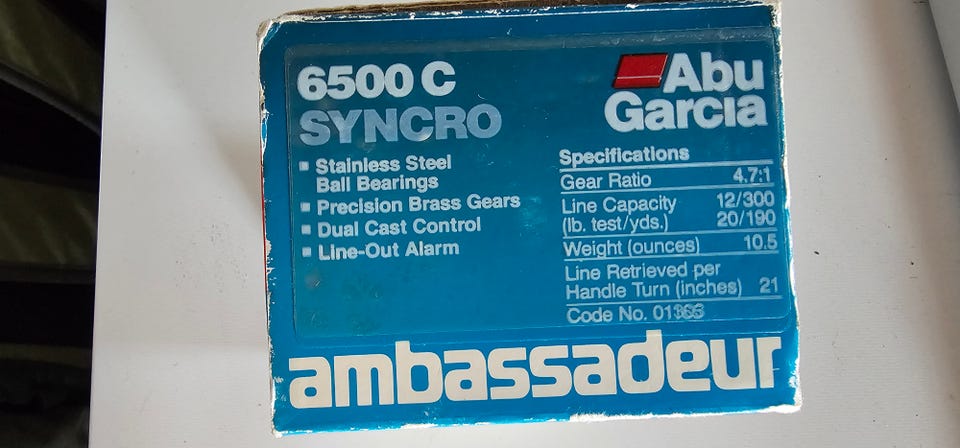 6500 C
SYNCRO
Stainless Steel
Ball Bearings
Precision Brass Gears
Dual Cast Control
Line-Out Alarm
Abu
Garcia
Specifications
Gear Ratio 4.7:1
Line Capacity 12/300
(lb. test/yds.) 20/190
Weight (ounces) 10.5
Line Retrieved per
Handle Turn (inches) 21
Code No.
ambassadeur